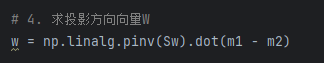 # 4. 求投影方向向量W
w = np.linalg.pinv(Sw).dot(m1 - m2)